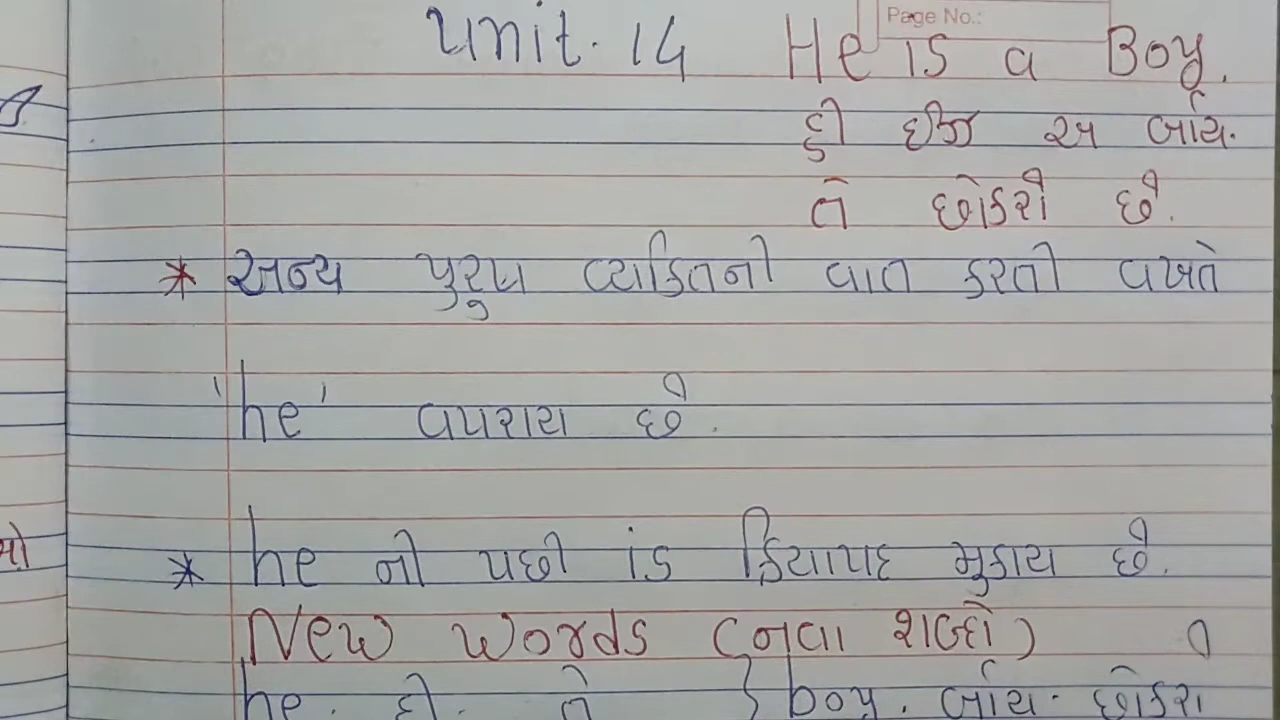 Page No.:
Unit. 14 He is a Boy.
હી ઈઝ અ બોય.
તે છોકરો છે.
* અન્ય પુરુષ વ્યકિતની વાત કરતી વખતે
'he' વપરાય છે.
* he ની પછી is ક્રિયાપદ મુકાય છે.
New words (નવા શબ્દો)
he. હી. તે } boy. બોય. છોકરો